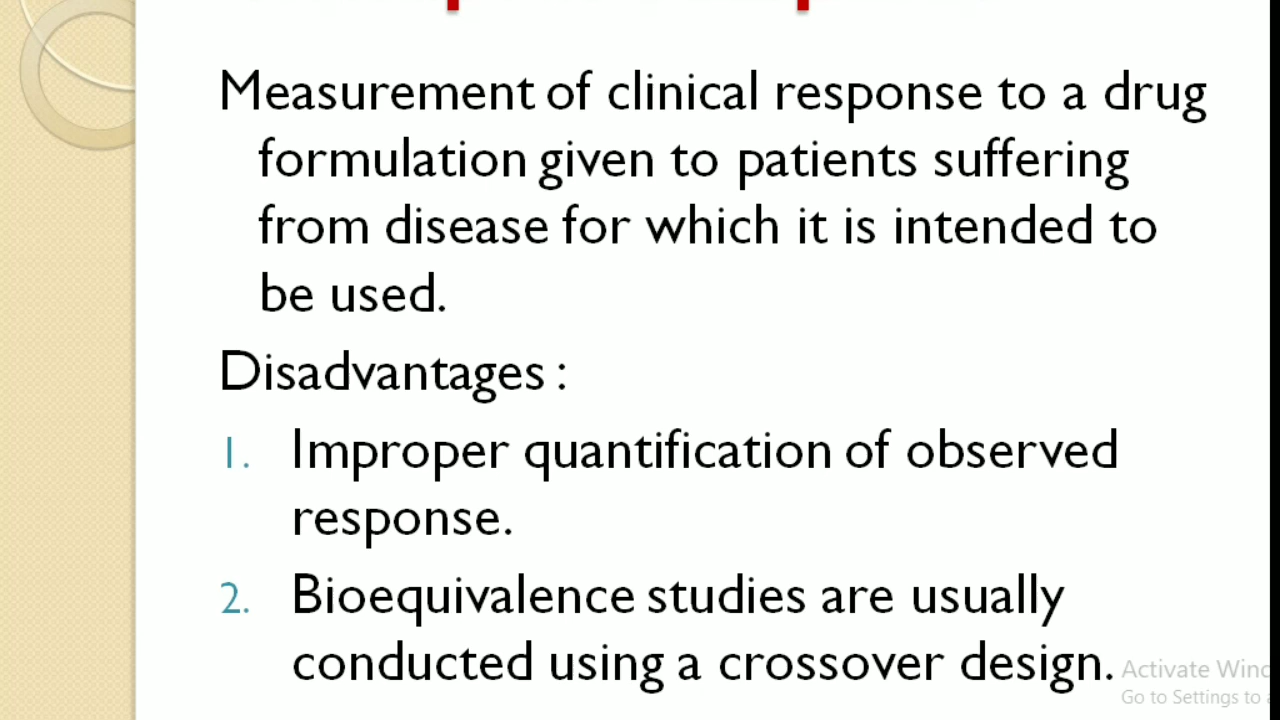 Measurement of clinical response to a drug
formulation given to patients suffering
from disease for which it is intended to
be used.
Disadvantages :
1. Improper quantification of observed
response.
2. Bioequivalence studies are usually
conducted using a crossover design.
Activate
Go to Settings to